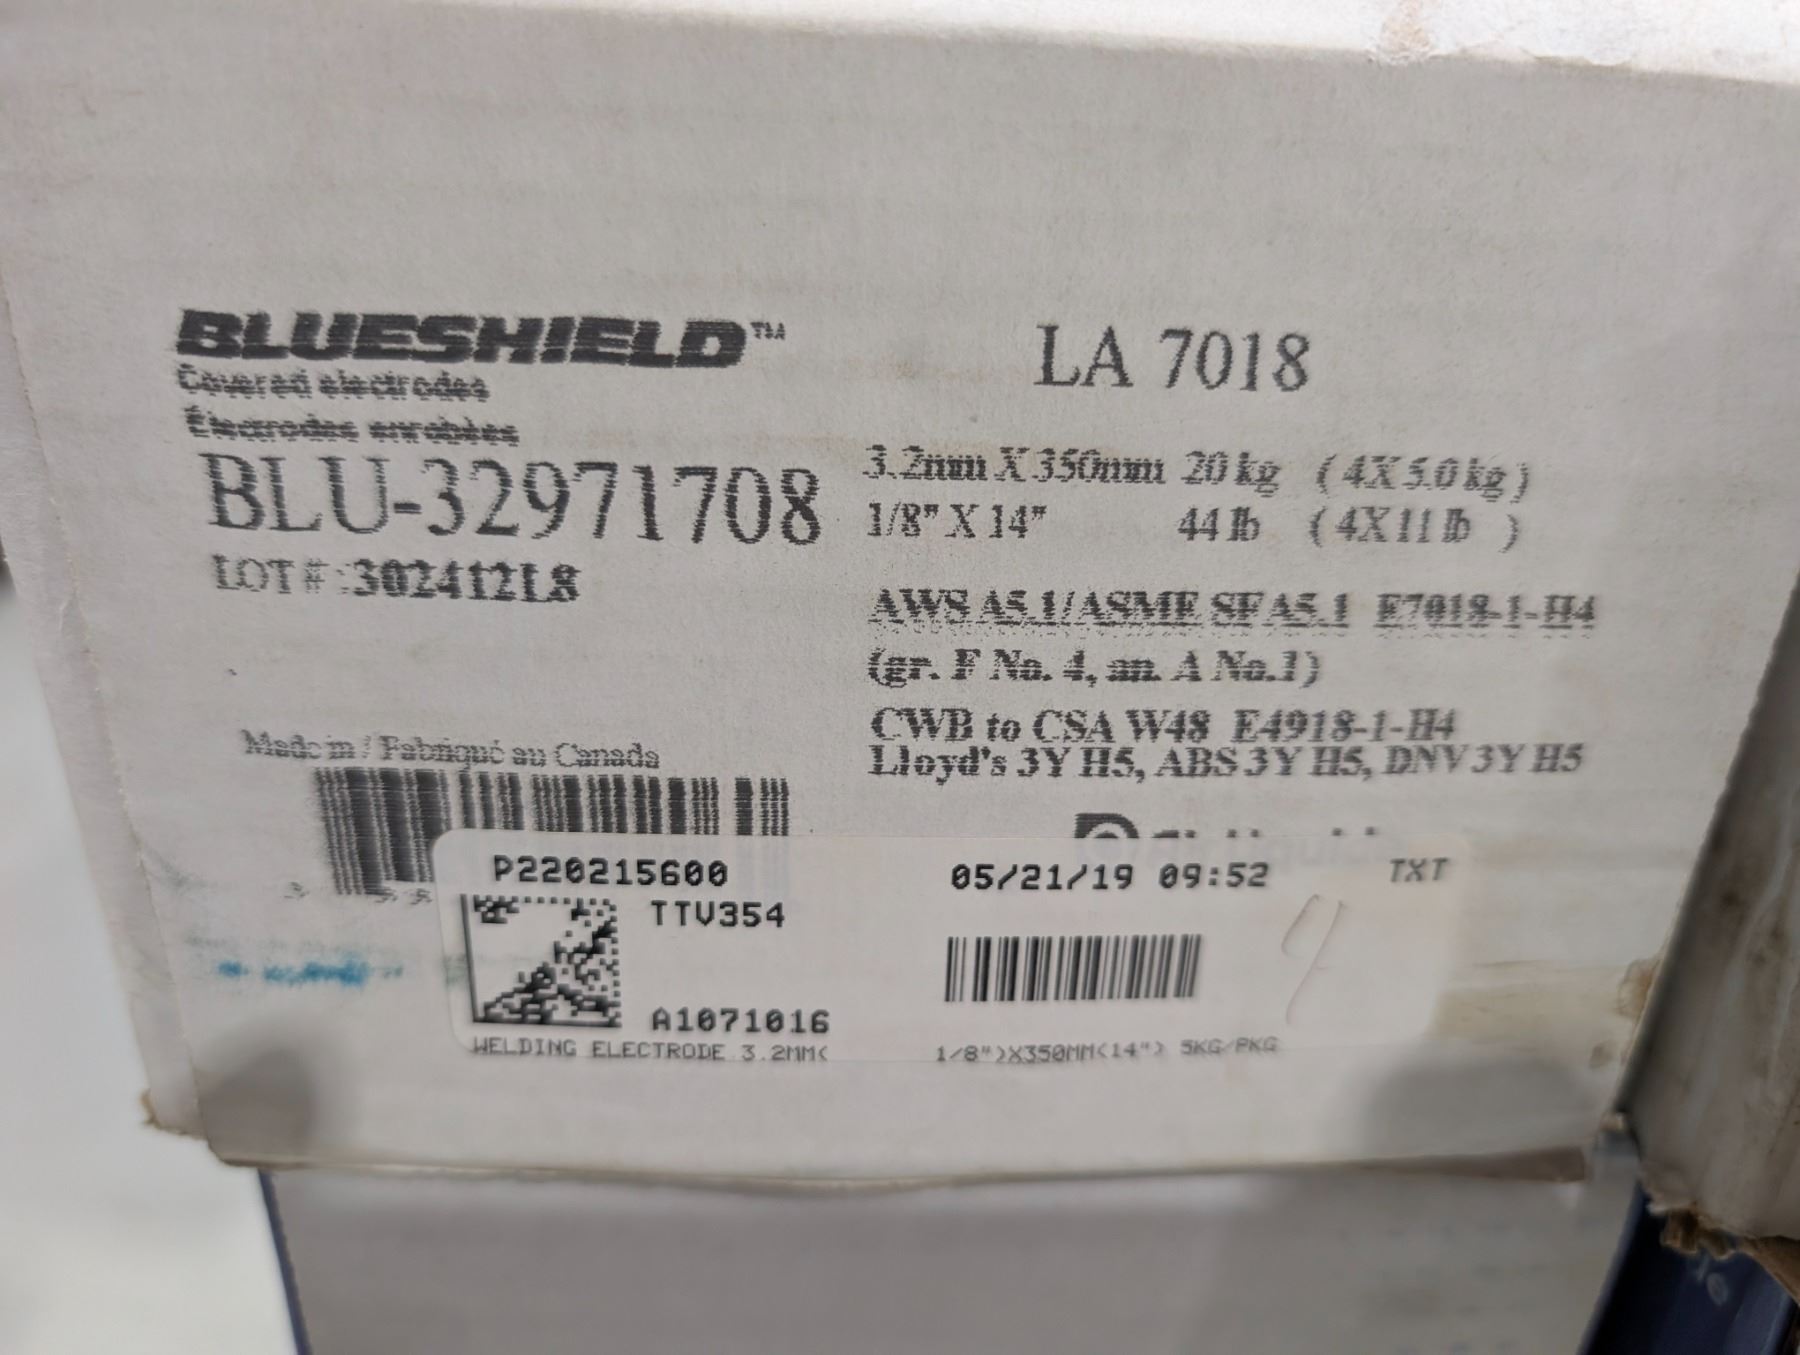 BLUESHIELD™
Covered electrodes
Électrodes enrobées
BLU-32971708
LOT # :302412L8
LA 7018
3.2mm X 350mm 20 kg ( 4X 5.0 kg )
1/8" X 14" 44 lb ( 4X11 lb )
AWS A5.1/ASME SFA5.1 E7018-1-H4
(gr. F No. 4, an. A No.1)
CWB to CSA W48 E4918-1-H4
Lloyd's 3Y H5, ABS 3Y H5, DNV 3Y H5
Made in / Fabriqué au Canada
P220215600 05/21/19 09:52 TXT
TTV354
A1071016
WELDING ELECTRODE 3.2MM( 1/8")X350MM(14") 5KG/PKG